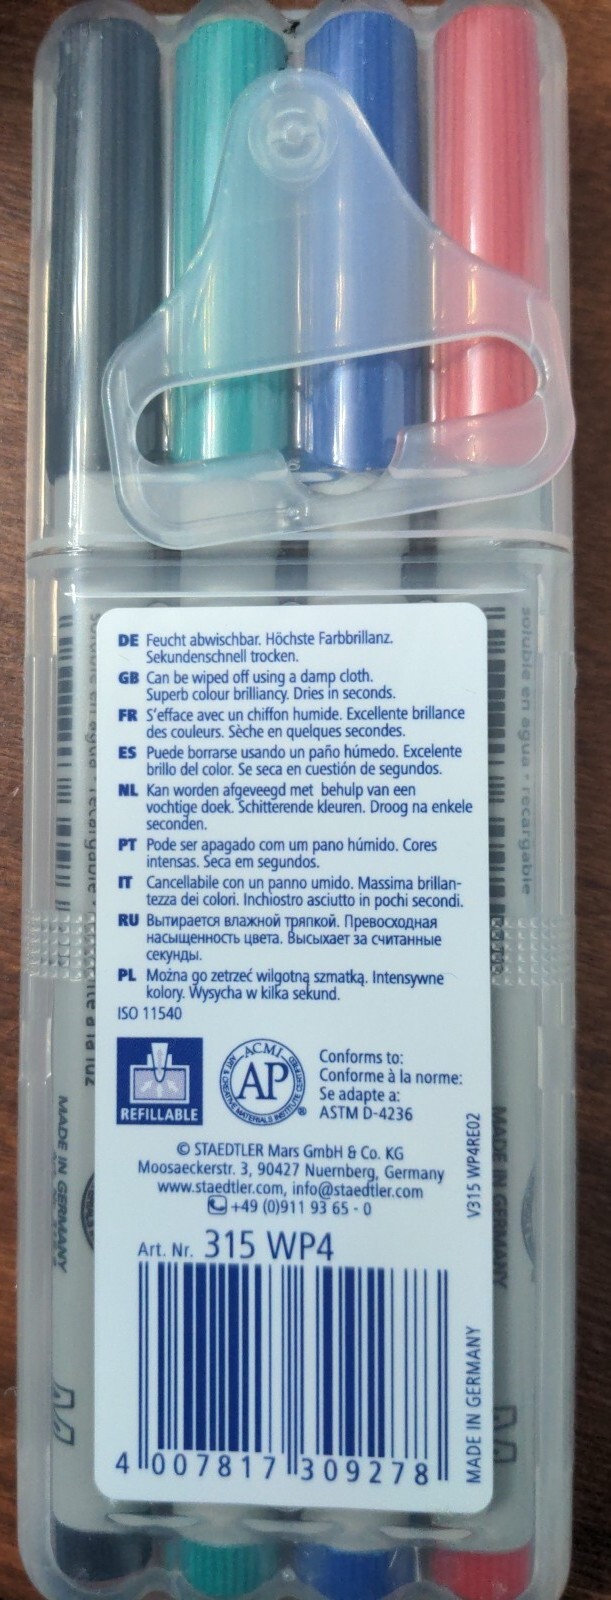 DE Feucht abwischbar. Höchste Farbbrillanz.
Sekundenschnell trocken.
GB Can be wiped off using a damp cloth.
Superb colour brilliancy. Dries in seconds.
FR S'efface avec un chiffon humide. Excellente brillance
des couleurs. Sèche en quelques secondes.
ES Puede borrarse usando un paño húmedo. Excelente
brillo del color. Se seca en cuestión de segundos.
NL Kan worden afgeveegd met behulp van een
vochtige doek. Schitterende kleuren. Droog na enkele
seconden.
PT Pode ser apagado com um pano húmido. Cores
intensas. Seca em segundos.
IT Cancellabile con un panno umido. Massima brillan-
tezza dei colori. Inchiostro asciutto in pochi secondi.
RU Вытирается влажной тряпкой. Превосходная
насыщенность цвета. Высыхает за считанные
секунды.
PL Można go zetrzeć wilgotną szmatką. Intensywne
kolory. Wysycha w kilka sekund.
ISO 11540
REFILLABLE
ACMI
AP
ART & CREATIVE MATERIALS INSTITUTE CERTIFIED
®
Conforms to:
Conforme à la norme:
Se adapte a:
ASTM D-4236
© STAEDTLER Mars GmbH & Co. KG
Moosaeckerstr. 3, 90427 Nuernberg, Germany
www.staedtler.com, info@staedtler.com
+49 (0)911 93 65 - 0
Art. Nr. 315 WP4
4 007817 309278
V315 WP4RE02
MADE IN GERMANY
soluble en agua · recargable
MADE IN GERMANY
soluble en agua · recargable
MADE IN GERMANY